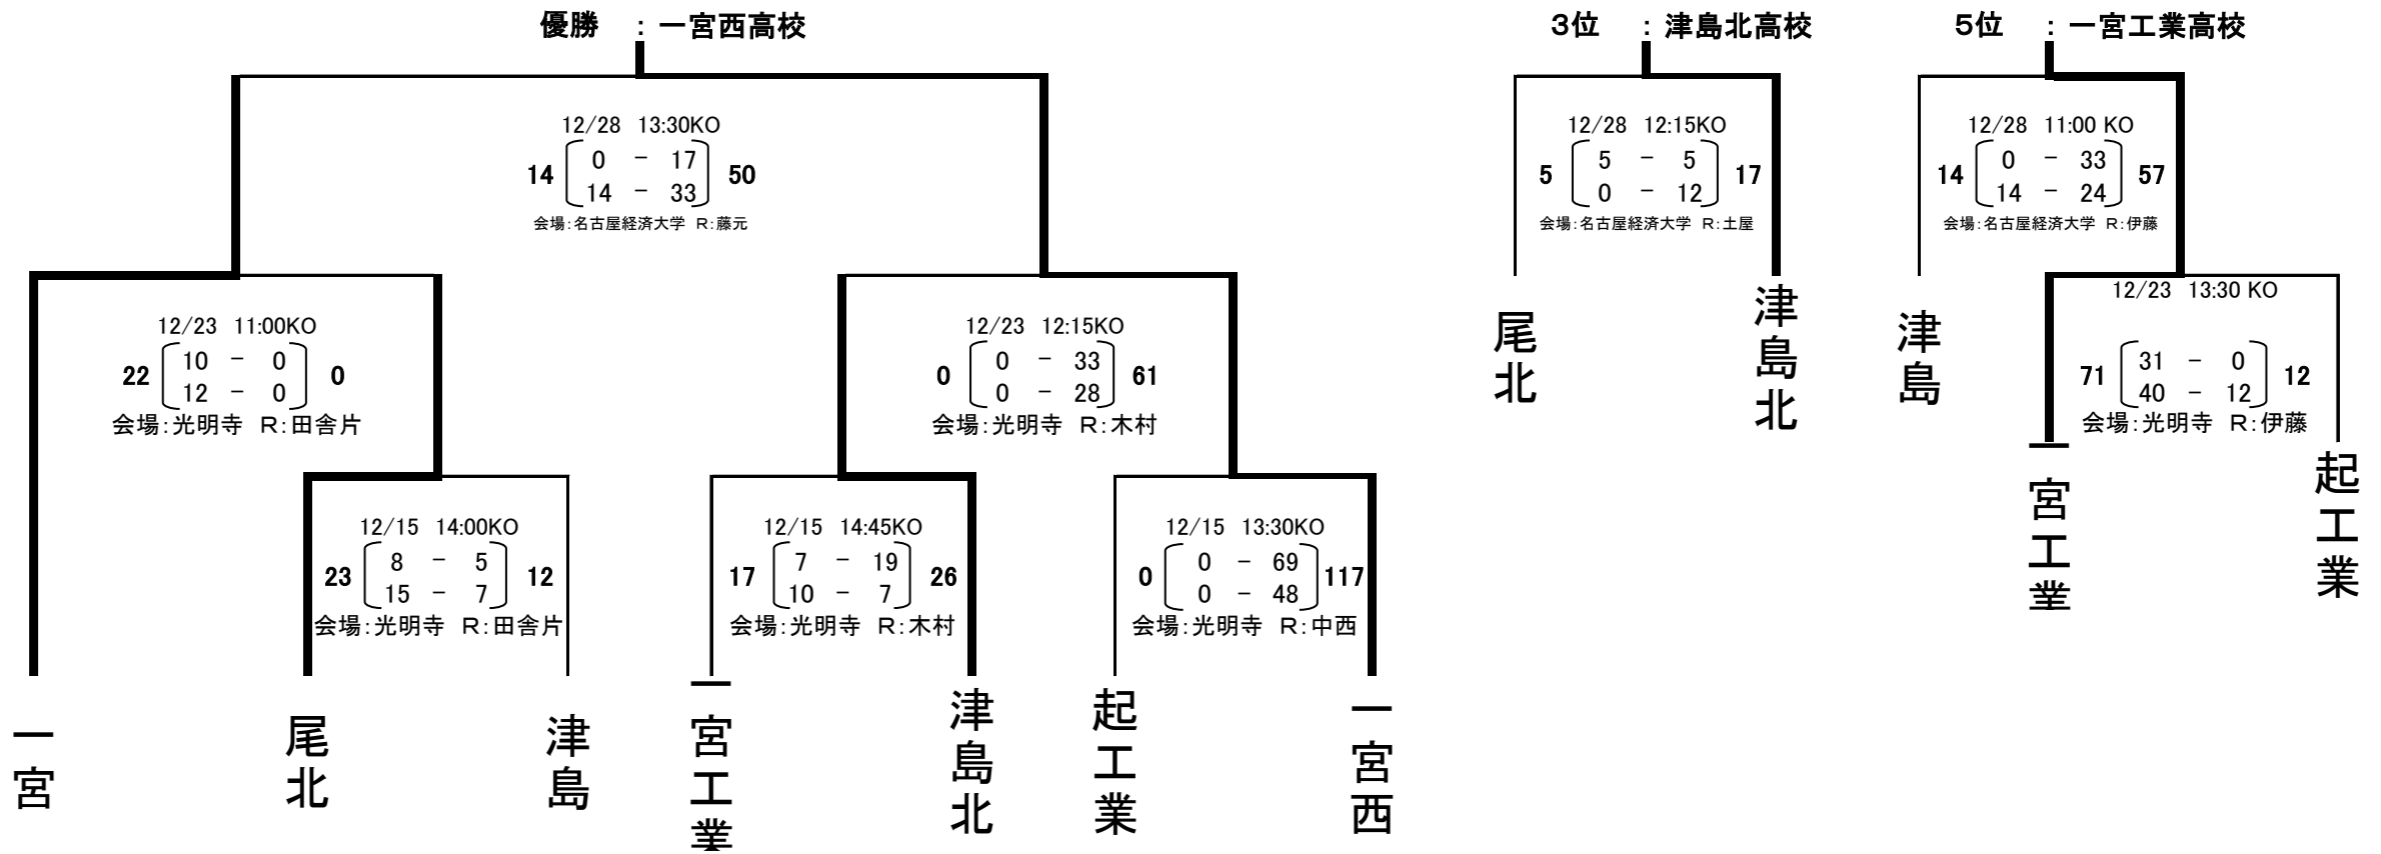 優勝 : 一宮西高校
3位 : 津島北高校
5位 : 一宮工業高校
12/28 13:30KO
0 - 17
14 50
14 - 33
会場:名古屋経済大学 R:藤元
12/28 12:15KO
5 - 5
5 17
0 - 12
会場:名古屋経済大学 R:土屋
12/28 11:00 KO
0 - 33
14 57
14 - 24
会場:名古屋経済大学 R:伊藤
12/23 11:00KO
10 - 0
22 0
12 - 0
会場:光明寺 R:田舎片
12/23 12:15KO
0 - 33
0 61
0 - 28
会場:光明寺 R:木村
尾北
津島北
津島
12/23 13:30 KO
31 - 0
71 12
40 - 12
会場:光明寺 R:伊藤
一宮工業
起工業
12/15 14:00KO
8 - 5
23 12
15 - 7
会場:光明寺 R:田舎片
12/15 14:45KO
7 - 19
17 26
10 - 7
会場:光明寺 R:木村
12/15 13:30KO
0 - 69
0 117
0 - 48
会場:光明寺 R:中西
一宮
尾北
津島
一宮工業
津島北
起工業
一宮西